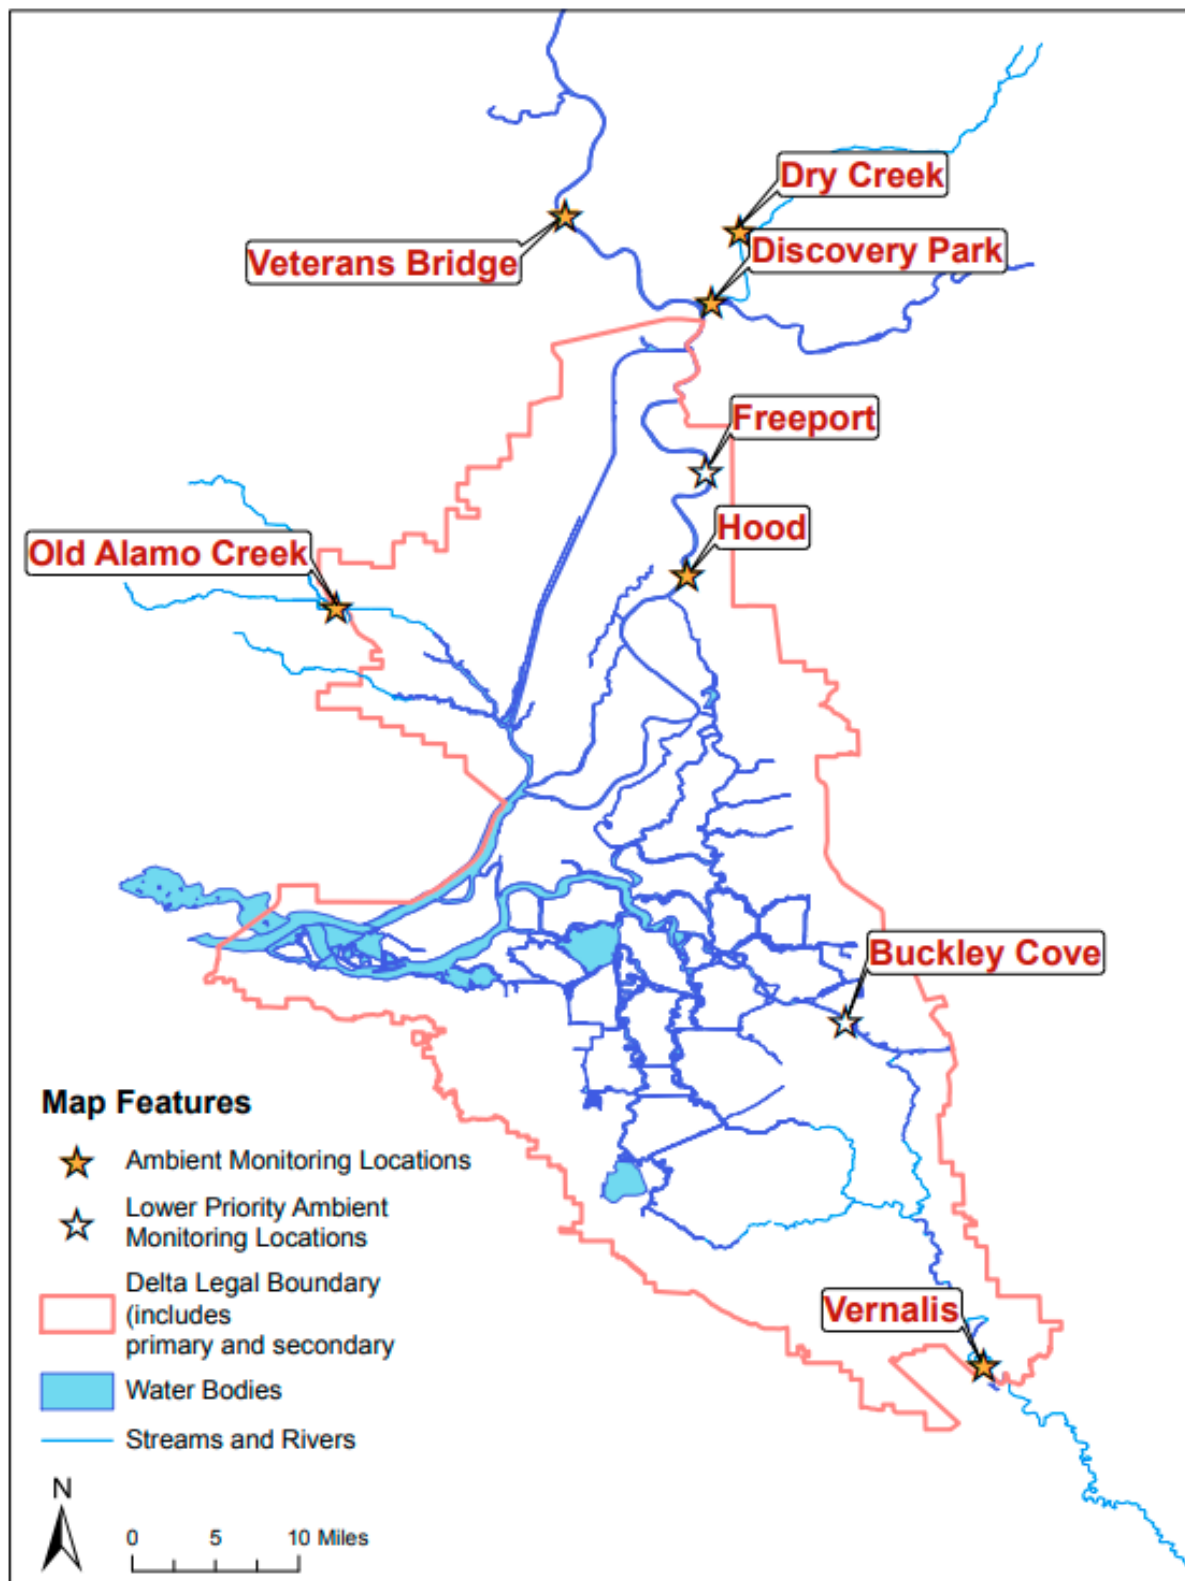 Dry Creek
Veterans Bridge
Discovery Park
Freeport
Hood
Old Alamo Creek
Buckley Cove
Map Features
Ambient Monitoring Locations
Lower Priority Ambient
Monitoring Locations
Delta Legal Boundary
(includes
primary and secondary
Vernalis
Water Bodies
Streams and Rivers
N
0 5 10 Miles